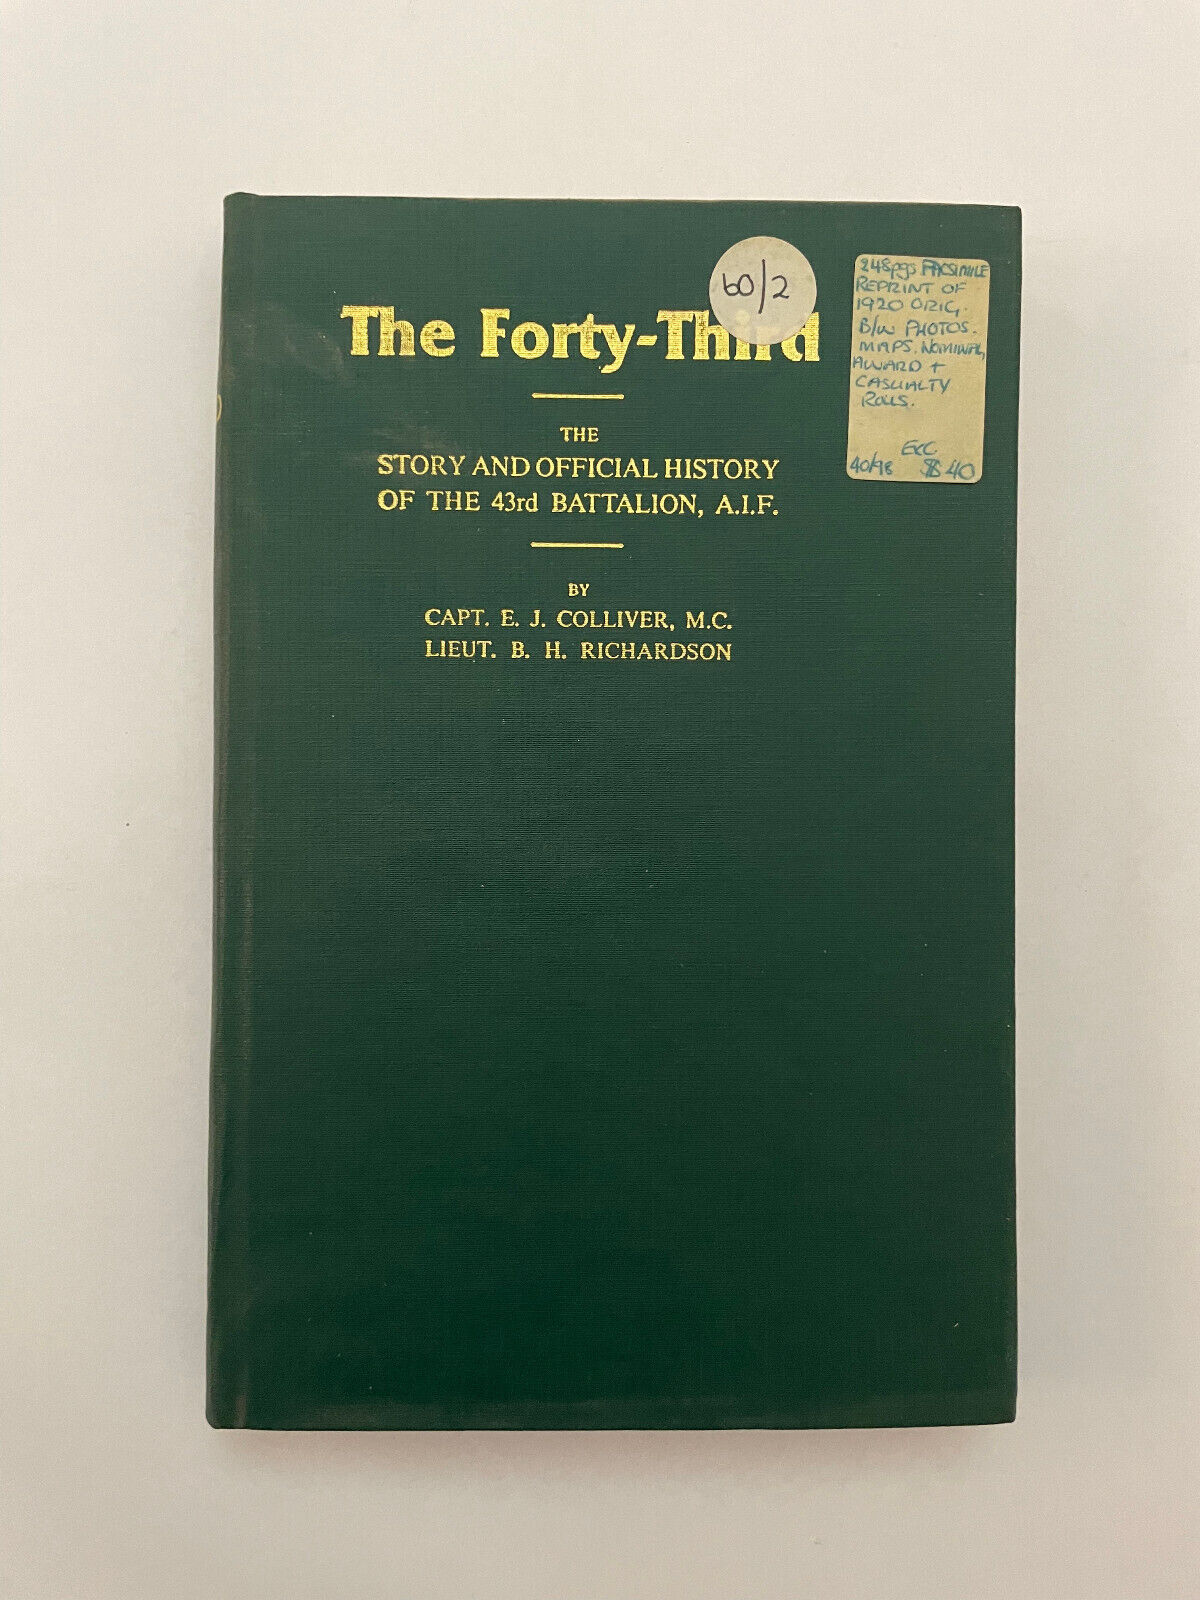 60/2
The Forty-Third
THE
STORY AND OFFICIAL HISTORY
OF THE 43rd BATTALION, A.I.F.
BY
CAPT. E. J. COLLIVER, M.C.
LIEUT. B. H. RICHARDSON
248pgs FACSIMILE
REPRINT OF
1920 ORIG.
B/W PHOTOS.
MAPS. NOMINAL,
AWARD +
CASUALTY
ROLLS.
40/98 $40